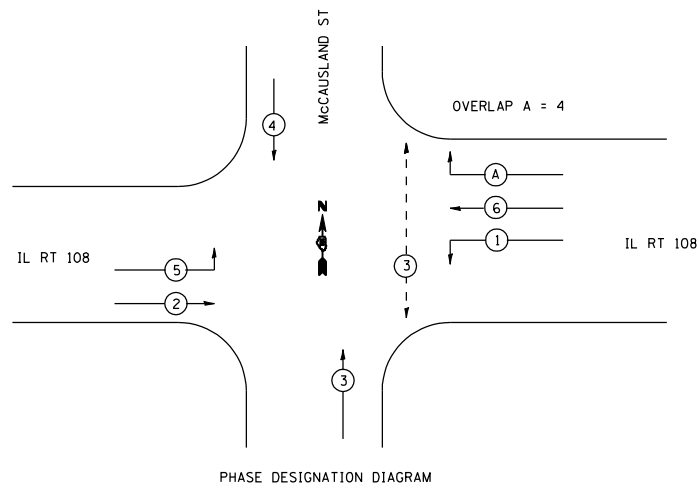 McCAUSLAND ST
OVERLAP A = 4
4
A
6
1
N
IL RT 108
5
2
3
IL RT 108
3
PHASE DESIGNATION DIAGRAM